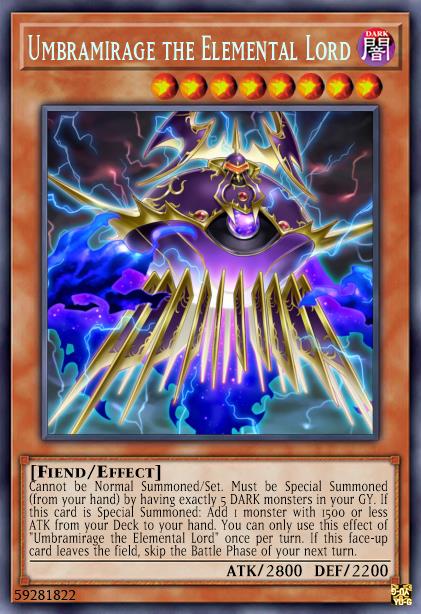 UMBRAMIRAGE THE ELEMENTAL LORD
DARK
闇
[FIEND/EFFECT]
Cannot be Normal Summoned/Set. Must be Special Summoned
(from your hand) by having exactly 5 DARK monsters in your GY. If
this card is Special Summoned: Add 1 monster with 1500 or less
ATK from your Deck to your hand. You can only use this effect of
"Umbramirage the Elemental Lord" once per turn. If this face-up
card leaves the field, skip the Battle Phase of your next turn.
ATK/2800 DEF/2200
59281822